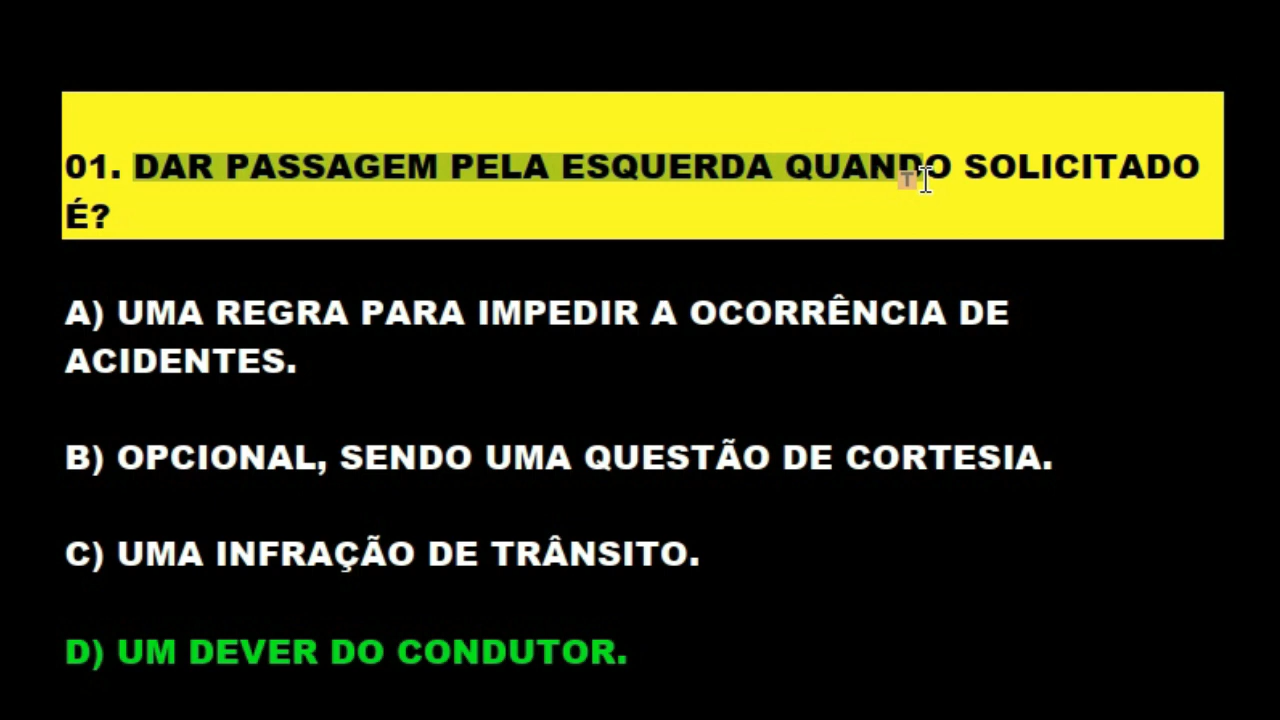 01. DAR PASSAGEM PELA ESQUERDA QUANDO SOLICITADO
É?
A) UMA REGRA PARA IMPEDIR A OCORRÊNCIA DE
ACIDENTES.
B) OPCIONAL, SENDO UMA QUESTÃO DE CORTESIA.
C) UMA INFRAÇÃO DE TRÂNSITO.
D) UM DEVER DO CONDUTOR.